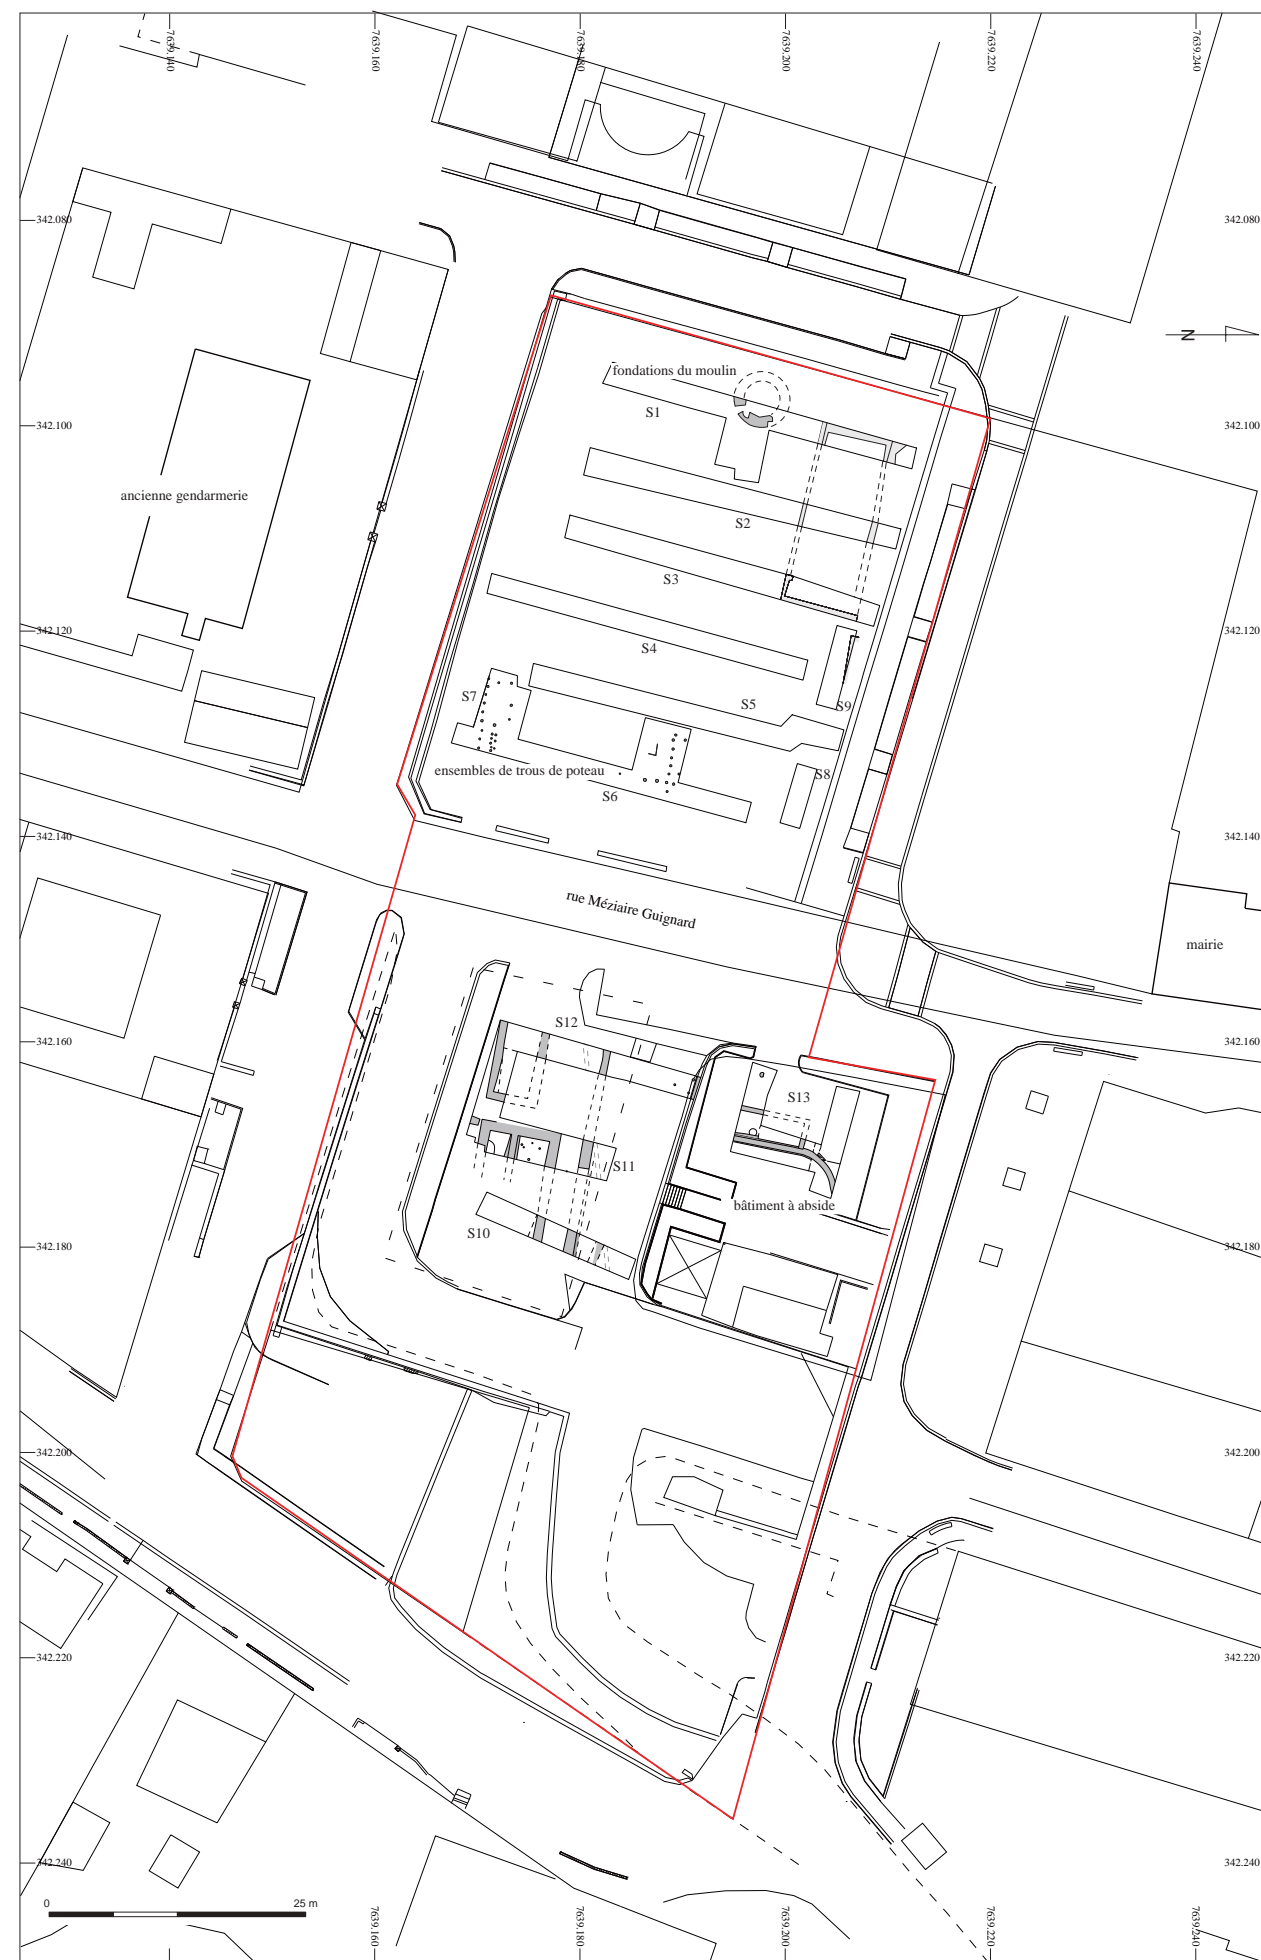 7639.140
7639.160
7639.180
7639.200
7639.220
7639.240
342.080
342.080
N
fondations du moulin
S1
342.100
342.100
ancienne gendarmerie
S2
S3
342.120
342.120
S4
S7
S5
S9
ensembles de trous de poteau
S8
S6
342.140
342.140
rue Méziaire Guignard
mairie
S12
342.160
342.160
S13
S11
bâtiment à abside
S10
342.180
342.180
342.200
342.200
342.220
342.220
342.240
342.240
0
25 m
7639.160
7639.180
7639.200
7639.220
7639.240